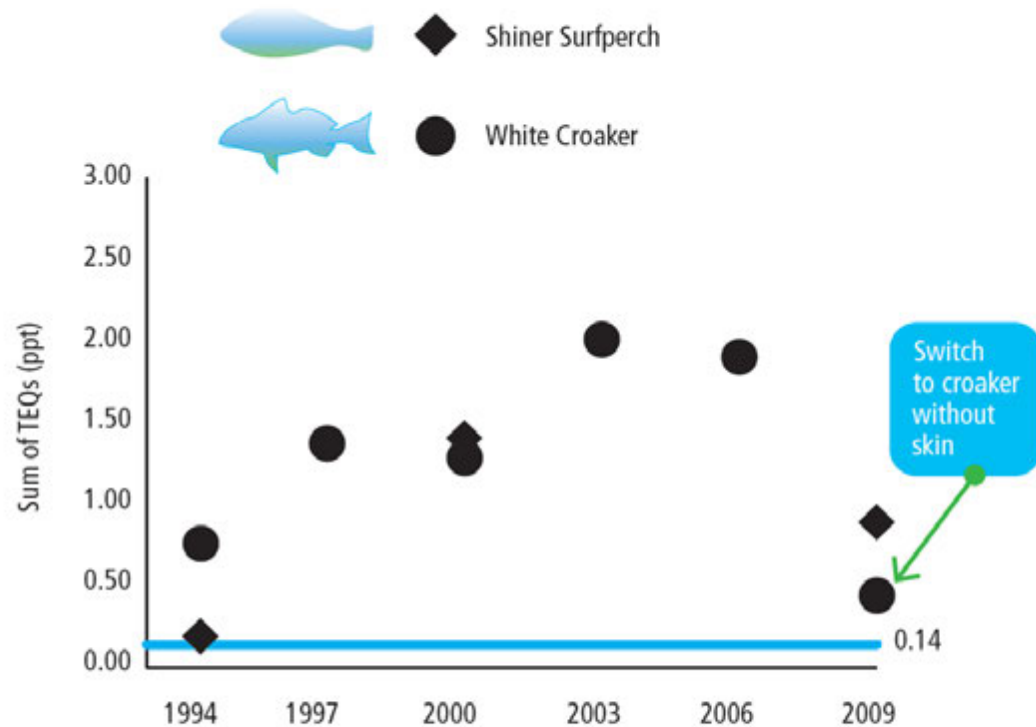 Shiner Surfperch
White Croaker
Sum of TEQs (ppt)
3.00
2.50
2.00
1.50
1.00
0.50
0.00
Switch
to croaker
without
skin
0.14
1994 1997 2000 2003 2006 2009